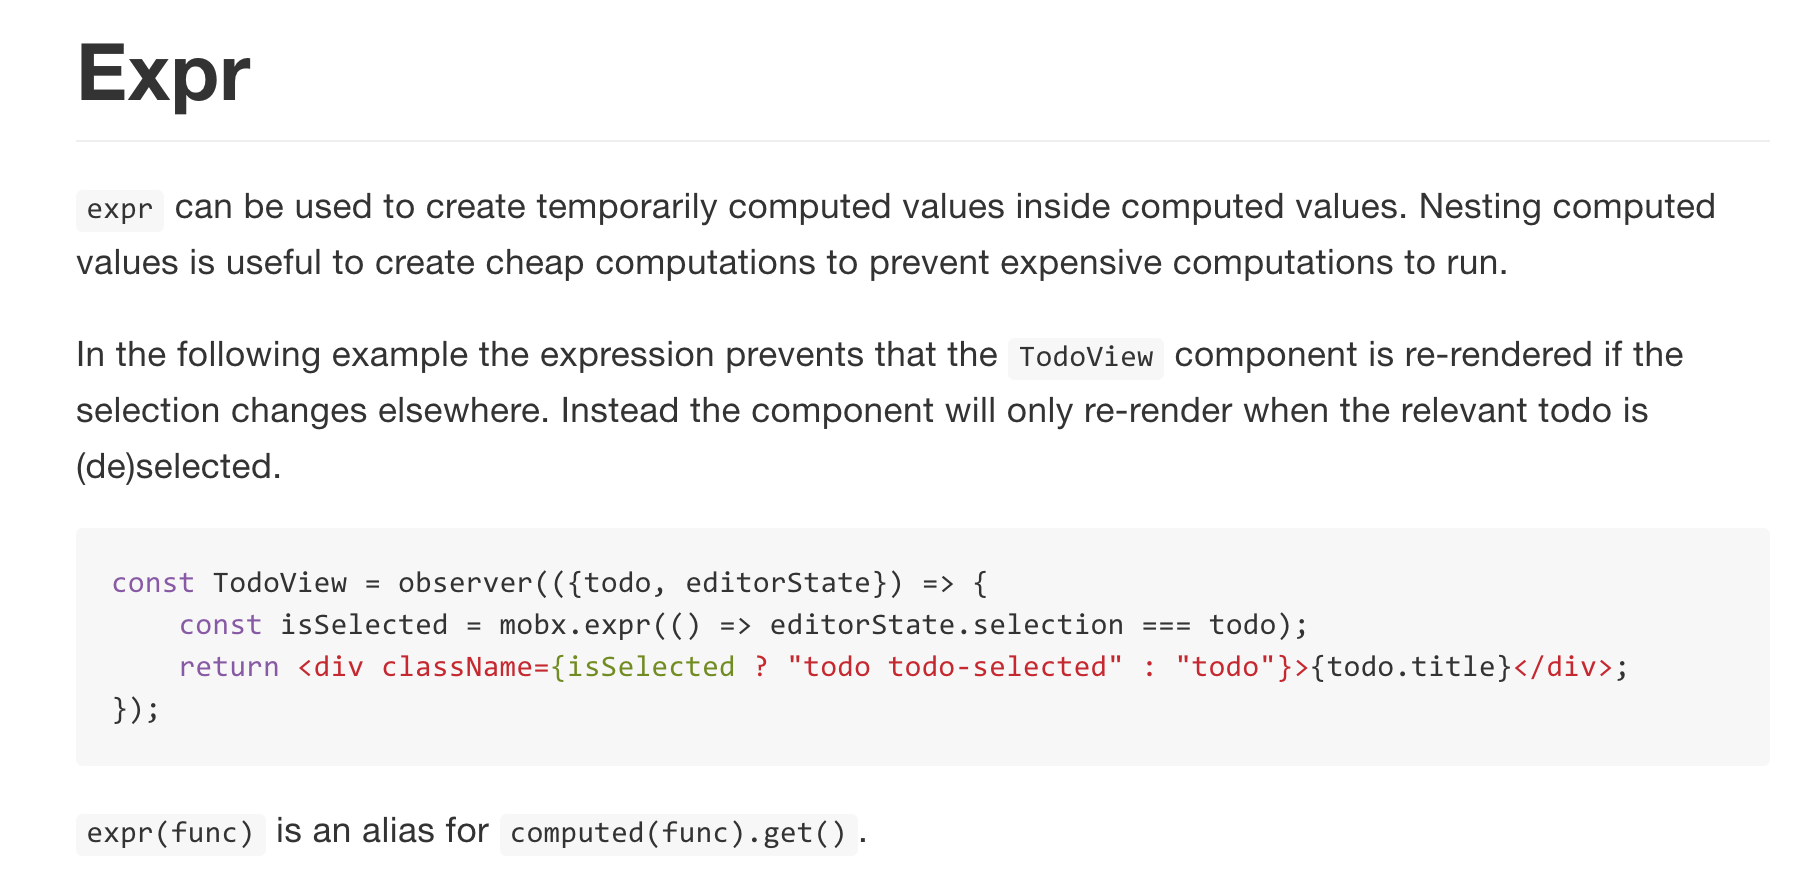 Expr
expr can be used to create temporarily computed values inside computed values. Nesting computed
values is useful to create cheap computations to prevent expensive computations to run.
In the following example the expression prevents that the TodoView component is re-rendered if the
selection changes elsewhere. Instead the component will only re-render when the relevant todo is
(de)selected.
const TodoView = observer(({todo, editorState}) => {
    const isSelected = mobx.expr(() => editorState.selection === todo);
    return <div className={isSelected ? "todo todo-selected" : "todo"}>{todo.title}</div>;
});
expr(func) is an alias for computed(func).get().